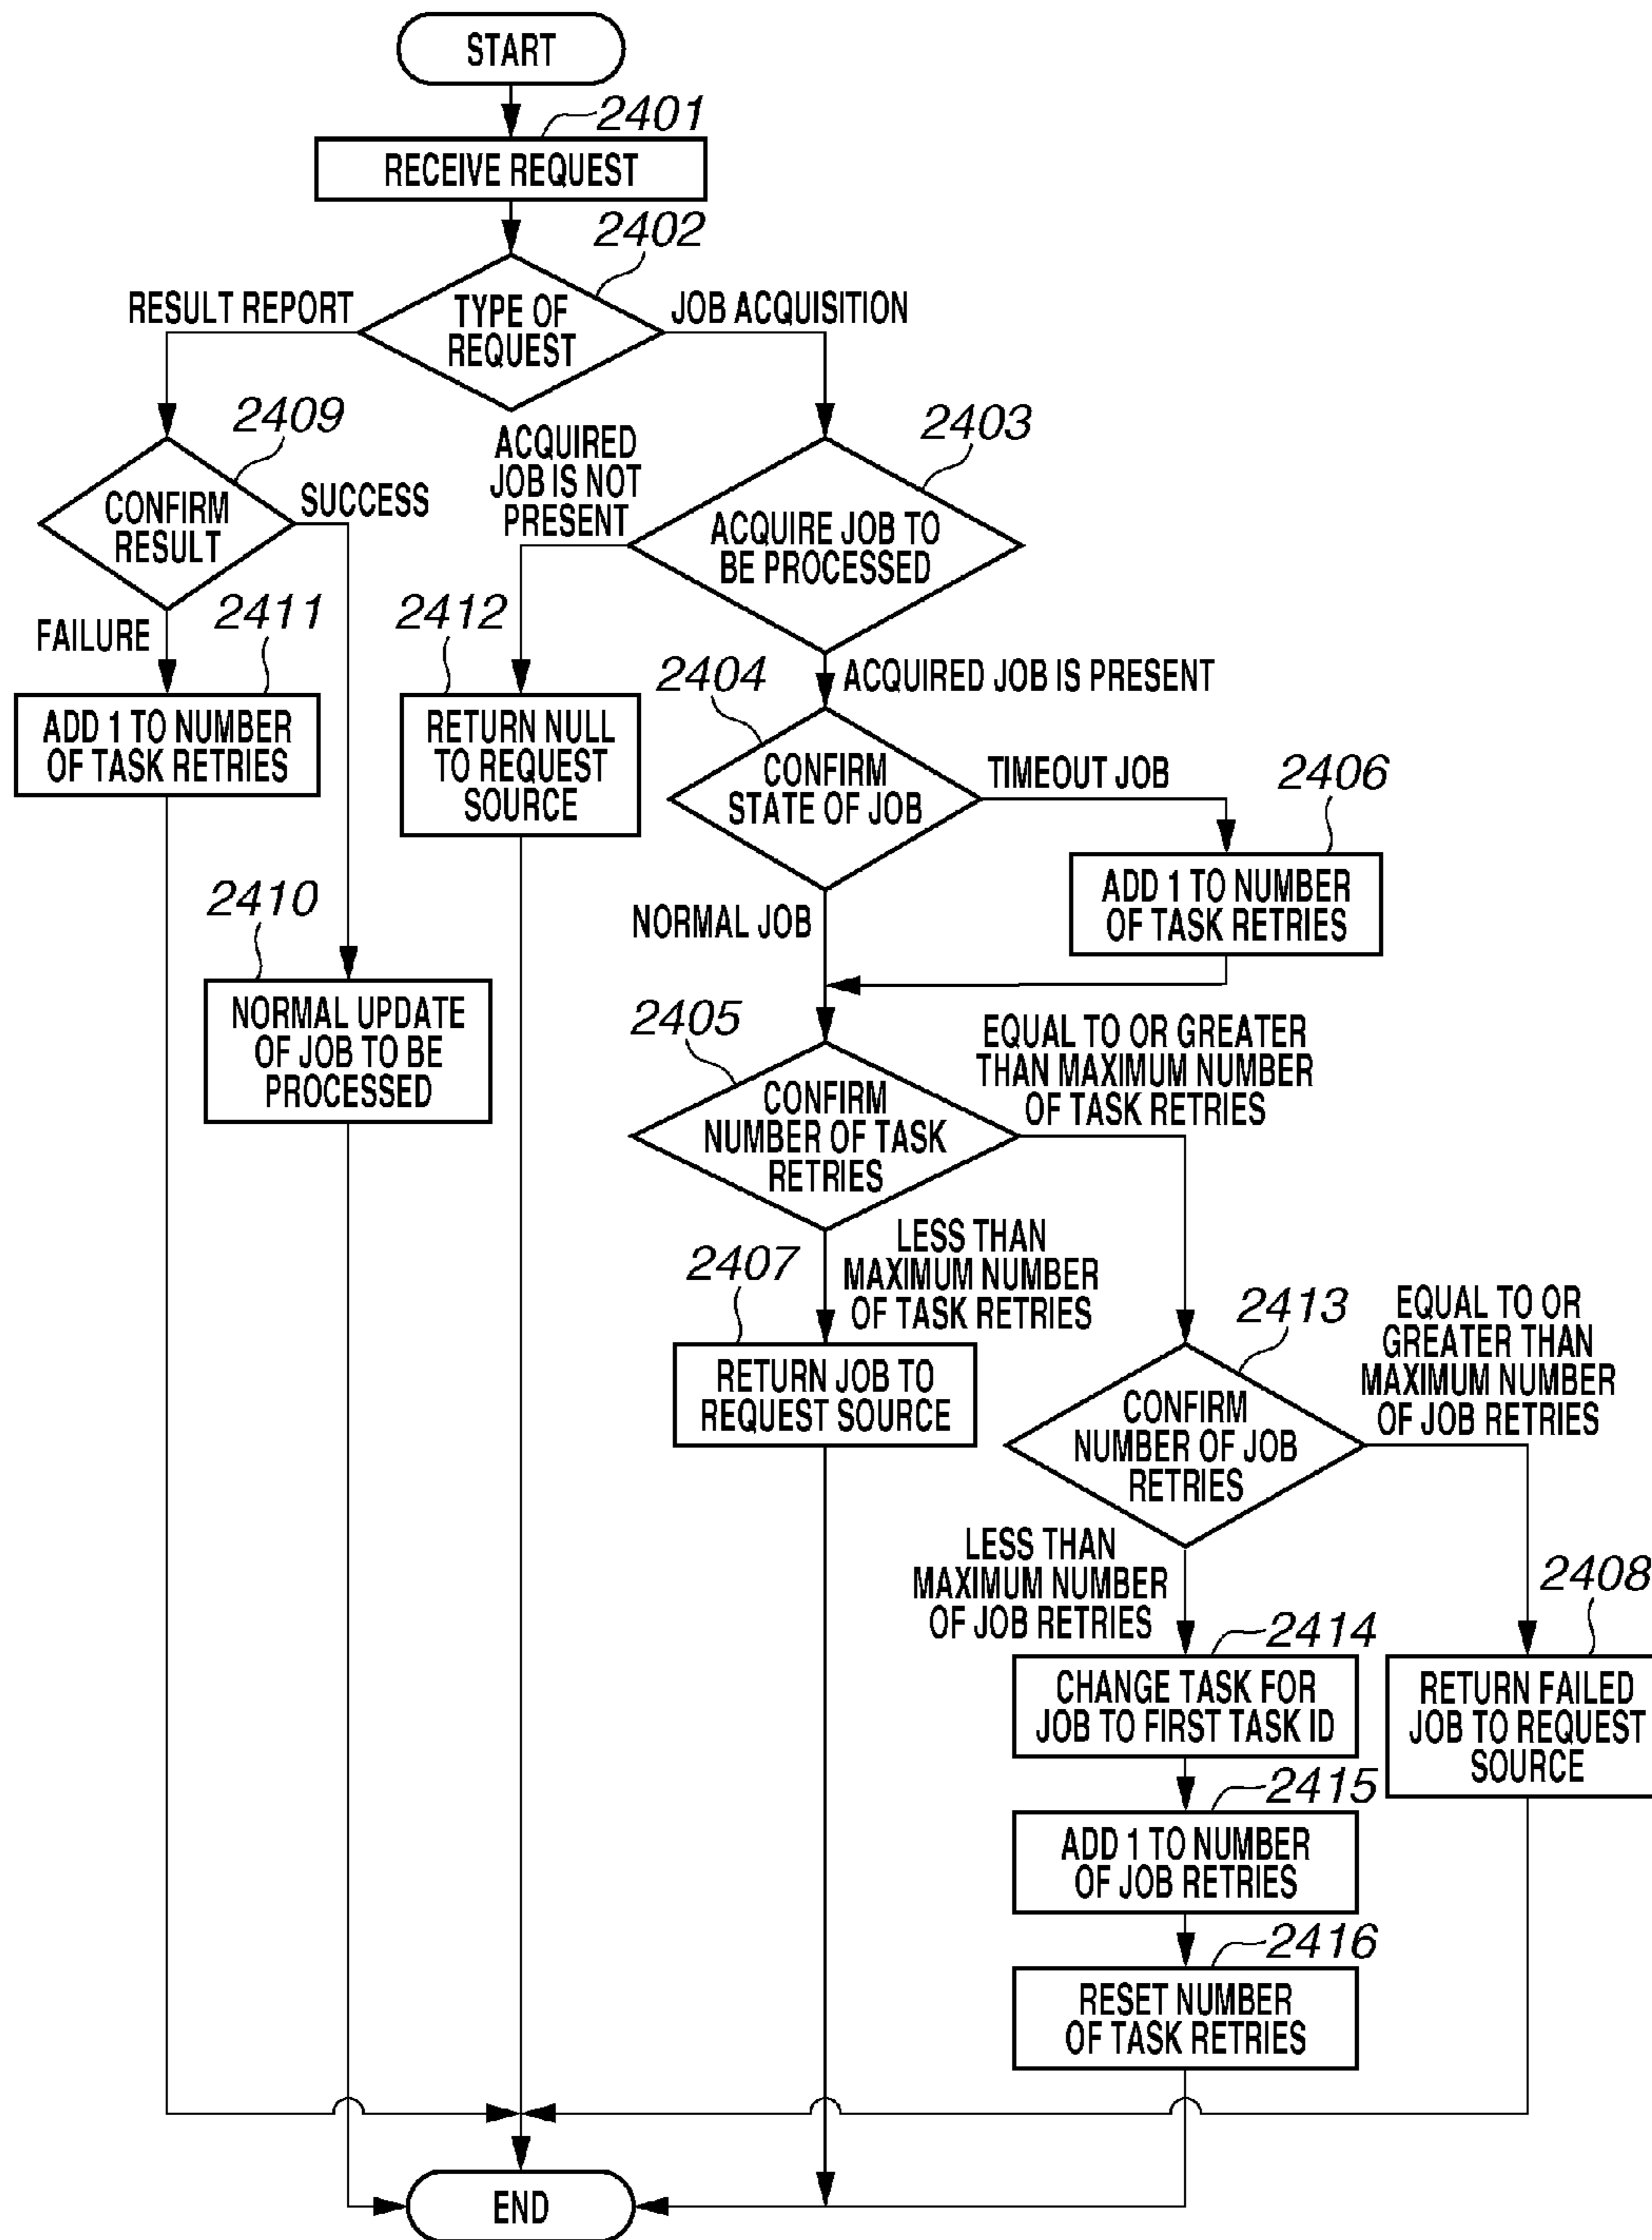 START
2401
RECEIVE REQUEST
2402
RESULT REPORT
TYPE OF
REQUEST
JOB ACQUISITION
2409
CONFIRM
RESULT
SUCCESS
FAILURE
ACQUIRED
JOB IS NOT
PRESENT
2403
ACQUIRE JOB TO
BE PROCESSED
2411
ADD 1 TO NUMBER
OF TASK RETRIES
2412
RETURN NULL
TO REQUEST
SOURCE
ACQUIRED JOB IS PRESENT
2404
CONFIRM
STATE OF JOB
TIMEOUT JOB
2406
ADD 1 TO NUMBER
OF TASK RETRIES
NORMAL JOB
2410
NORMAL UPDATE
OF JOB TO BE
PROCESSED
2405
CONFIRM
NUMBER OF TASK
RETRIES
EQUAL TO OR GREATER
THAN MAXIMUM NUMBER
OF TASK RETRIES
LESS THAN
MAXIMUM NUMBER
OF TASK RETRIES
2407
RETURN JOB TO
REQUEST SOURCE
2413
CONFIRM
NUMBER OF JOB
RETRIES
EQUAL TO OR
GREATER THAN
MAXIMUM NUMBER
OF JOB RETRIES
LESS THAN
MAXIMUM NUMBER
OF JOB RETRIES
2408
RETURN FAILED
JOB TO REQUEST
SOURCE
2414
CHANGE TASK FOR
JOB TO FIRST TASK ID
2415
ADD 1 TO NUMBER
OF JOB RETRIES
2416
RESET NUMBER
OF TASK RETRIES
END